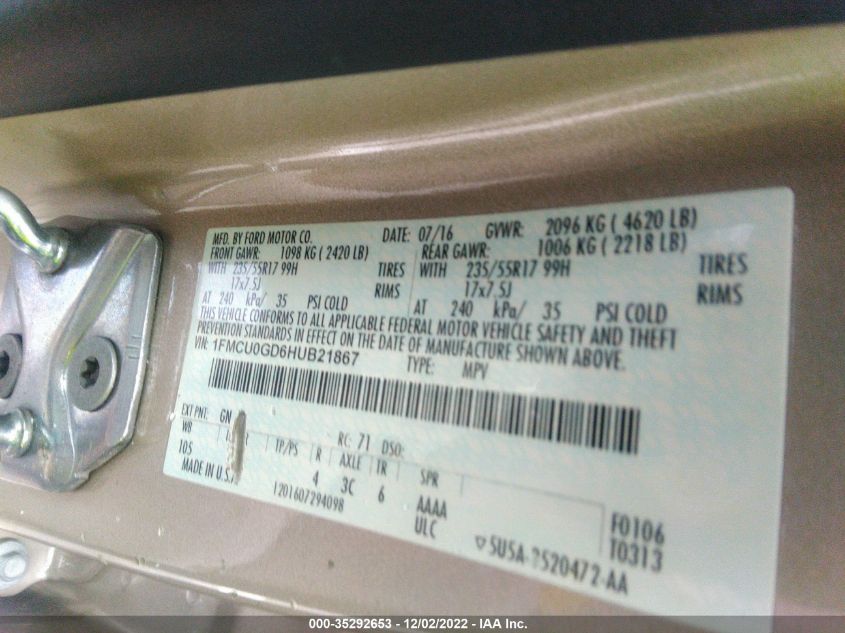 MFD. BY FORD MOTOR CO. DATE: 07/16 GVWR: 2096 KG ( 4620 LB)
FRONT GAWR: 1098 KG ( 2420 LB) REAR GAWR: 1006 KG ( 2218 LB)
WITH 235/55R17 99H TIRES WITH 235/55R17 99H TIRES
17x7.5J RIMS 17x7.5J RIMS
AT 240 kPa/ 35 PSI COLD AT 240 kPa/ 35 PSI COLD
THIS VEHICLE CONFORMS TO ALL APPLICABLE FEDERAL MOTOR VEHICLE SAFETY AND THEFT
PREVENTION STANDARDS IN EFFECT ON THE DATE OF MANUFACTURE SHOWN ABOVE.
VIN: 1FMCU0GD6HUB21867 TYPE: MPV
EXT PNT: GN RC: 71 DSO:
WB TP/PS R AXLE TR SPR
105 4 3C 6 AAAA F0106
MADE IN U.S. 1201607294098 ULC T0313
5U5A-
000-35292653 - 12/02/2022 - IAA Inc.